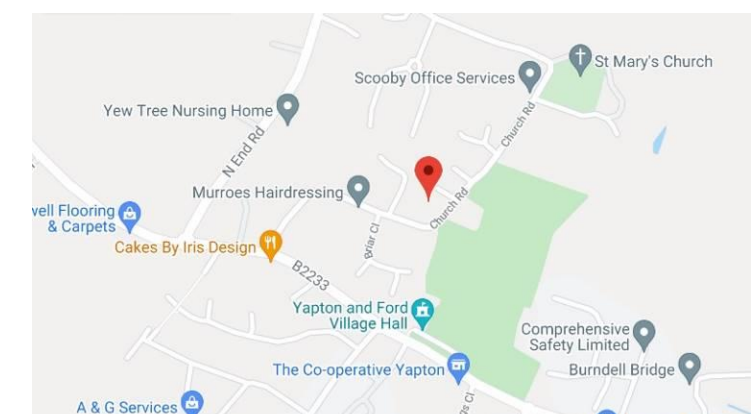 St Mary's Church
Scooby Office Services
Yew Tree Nursing Home
N End Rd
Church Rd
Murroes Hairdressing
Church Rd
well Flooring
& Carpets
Briar Cl
Cakes By Iris Design
B2233
Yapton and Ford
Village Hall
Comprehensive
Safety Limited
The Co-operative Yapton
Burndell Bridge
A & G Services